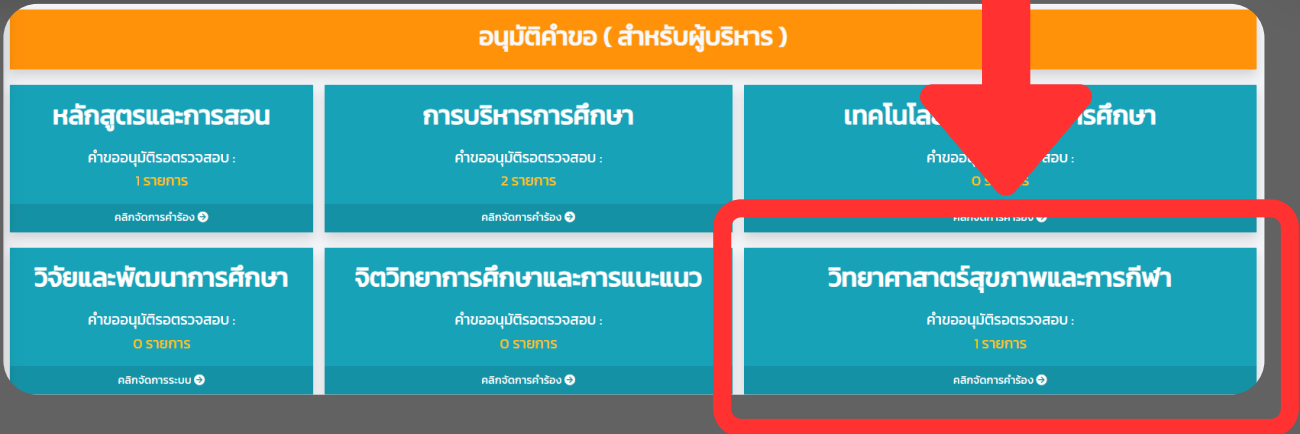 อนุมัติคำขอ ( สำหรับผู้บริหาร )
หลักสูตรและการสอน
คำขออนุมัติรอตรวจสอบ :
1 รายการ
คลิกจัดการคำร้อง
การบริหารการศึกษา
คำขออนุมัติรอตรวจสอบ :
2 รายการ
คลิกจัดการคำร้อง
0
คลิกจัดการคำร้อง
วิจัยและพัฒนาการศึกษา
คำขออนุมัติรอตรวจสอบ :
0 รายการ
คลิกจัดการระบบ
จิตวิทยาการศึกษาและการแนะแนว
คำขออนุมัติรอตรวจสอบ :
0 รายการ
คลิกจัดการคำร้อง
วิทยาศาสาตร์สุขภาพและการกีฬา
คำขออนุมัติรอตรวจสอบ :
1 รายการ
คลิกจัดการคำร้อง